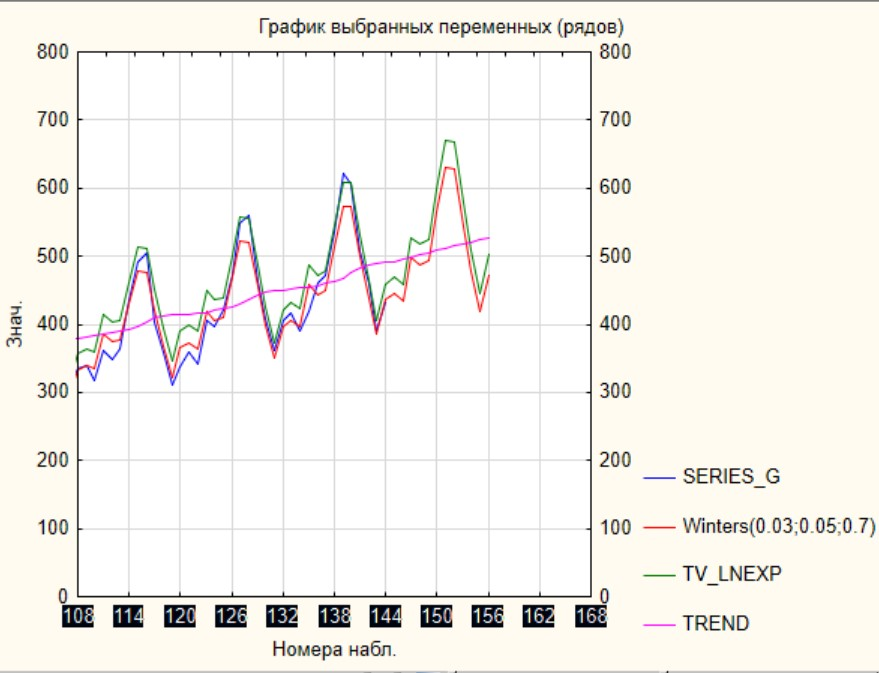 График выбранных переменных (рядов)
800
700
600
500
400
300
200
100
0
Знач.
800
700
600
500
400
300
200
100
0
108 114 120 126 132 138 144 150 156 162 168
Номера набл.
SERIES_G
Winters(0.03;0.05;0.7)
TV_LNEXP
TREND